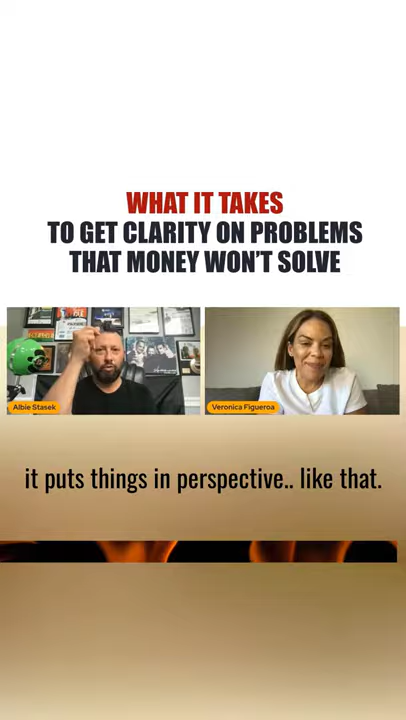 WHAT IT TAKES
TO GET CLARITY ON PROBLEMS
THAT MONEY WON'T SOLVE
Albie Stasek
Veronica Figueroa
it puts things in perspective.. like that.